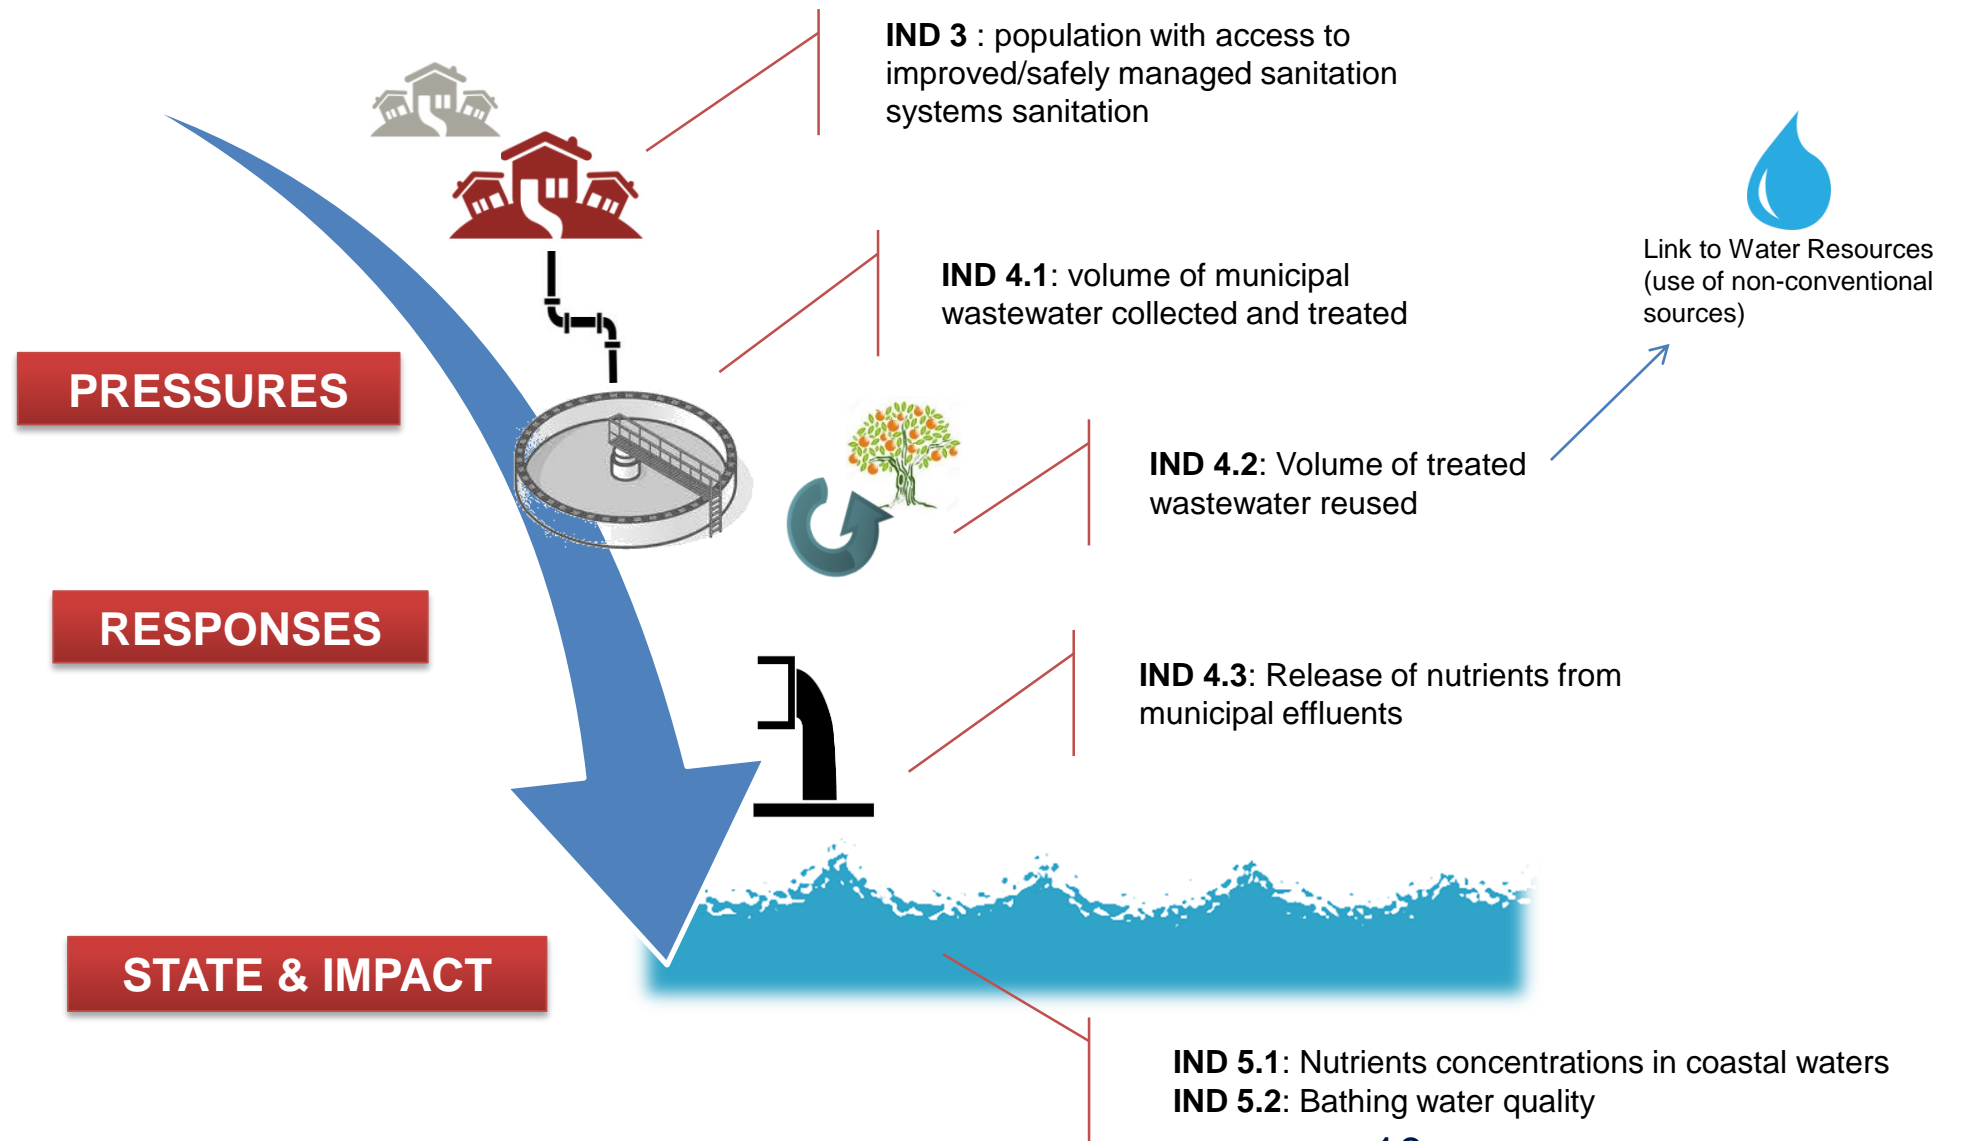 IND 3 : population with access to
improved/safely managed sanitation
systems sanitation
Link to Water Resources
(use of non-conventional
sources)
IND 4.1: volume of municipal
wastewater collected and treated
PRESSURES
IND 4.2: Volume of treated
wastewater reused
RESPONSES
IND 4.3: Release of nutrients from
municipal effluents
STATE & IMPACT
IND 5.1: Nutrients concentrations in coastal waters
IND 5.2: Bathing water quality